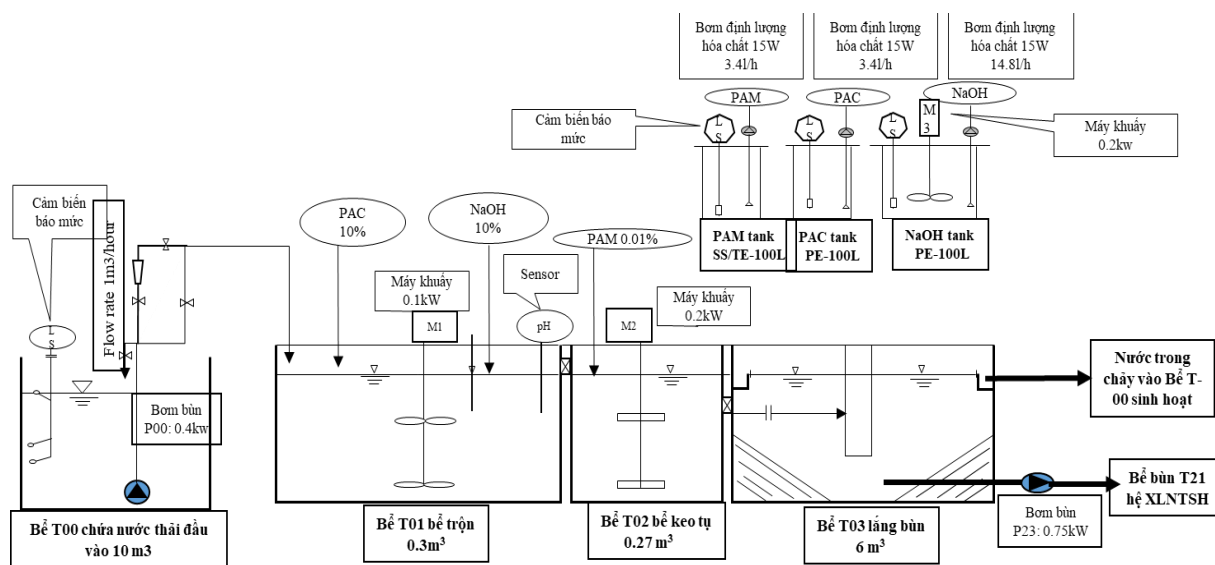 Bơm định lượng
hóa chất 15W
3.4l/h
Bơm định lượng
hóa chất 15W
3.4l/h
Bơm định lượng
hóa chất 15W
14.8l/h
PAM
PAC
NaOH
Cảm biến báo
mức
L
S
L
S
L
S
M
3
Máy khuấy
0.2kw
PAM tank
SS/TE-100L
PAC tank
PE-100L
NaOH tank
PE-100L
Cảm biến
báo mức
Flow rate 1m3/hour
L
S
PAC
10%
NaOH
10%
PAM 0.01%
Máy khuấy
0.1kW
Sensor
Máy khuấy
0.2kW
M1
pH
M2
Bơm bùn
P00: 0.4kw
Nước trong
chảy vào Bể T-
00 sinh hoạt
Bể bùn T21
hệ XLNTSH
Bơm bùn
P23: 0.75kW
Bể T00 chứa nước thải đầu
vào 10 m3
Bể T01 bể trộn
0.3m³
Bể T02 bể keo tụ
0.27 m³
Bể T03 lắng bùn
6 m³